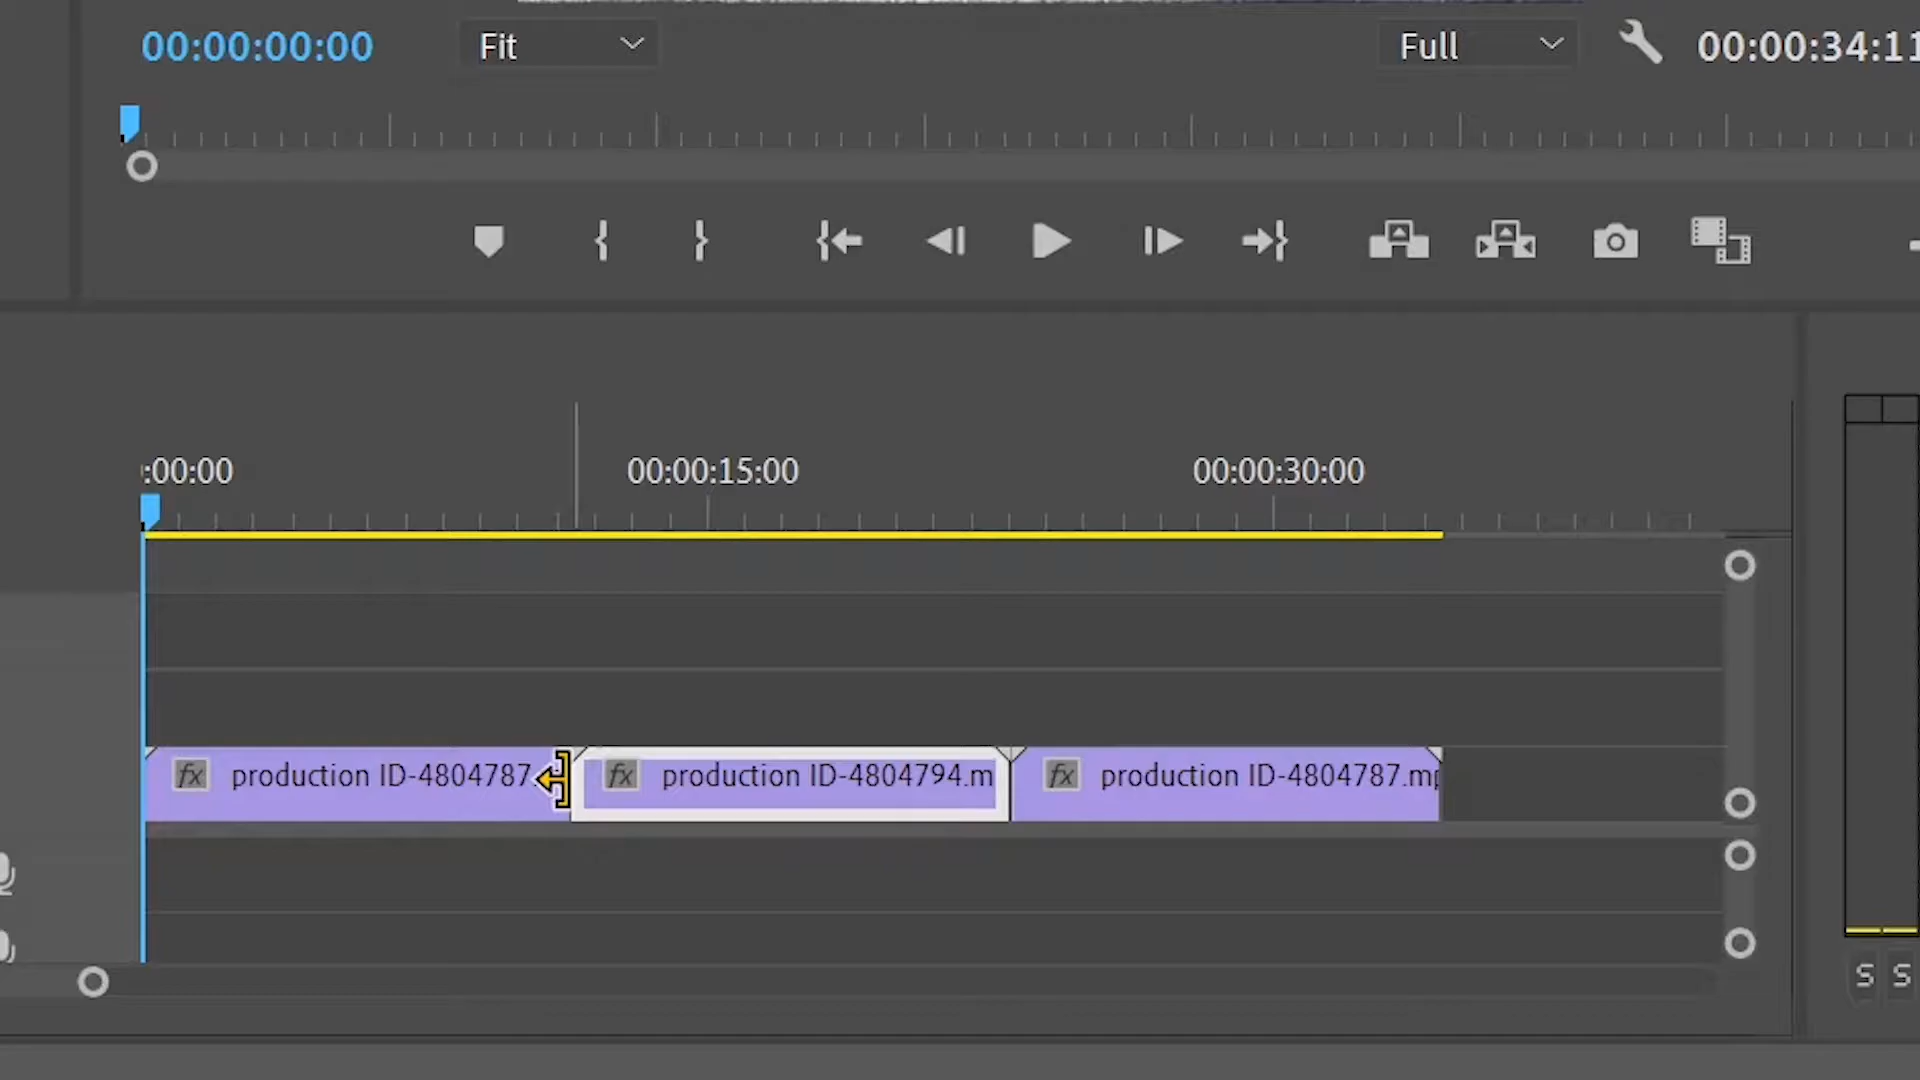 00:00:00:00 Fit Full 00:00:34:11
:00:00 00:00:15:00 00:00:30:00
fx production ID-4804787. fx production ID-4804794.m fx production ID-4804787.mp
S S